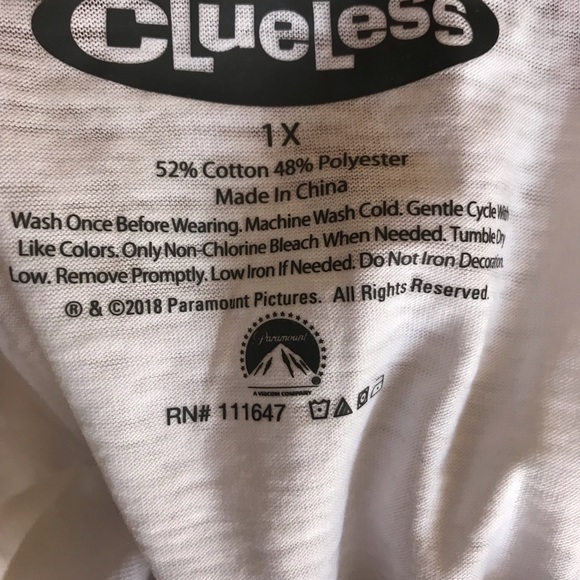 CLUELESS
1X
52% Cotton 48% Polyester
Made In China
Wash Once Before Wearing. Machine Wash Cold. Gentle Cycle With
Like Colors. Only Non-Chlorine Bleach When Needed. Tumble Dry
Low. Remove Promptly. Low Iron If Needed. Do Not Iron Decoration.
® & ©2018 Paramount Pictures. All Rights Reserved.
Paramount
A VIACOM COMPANY
RN# 111647